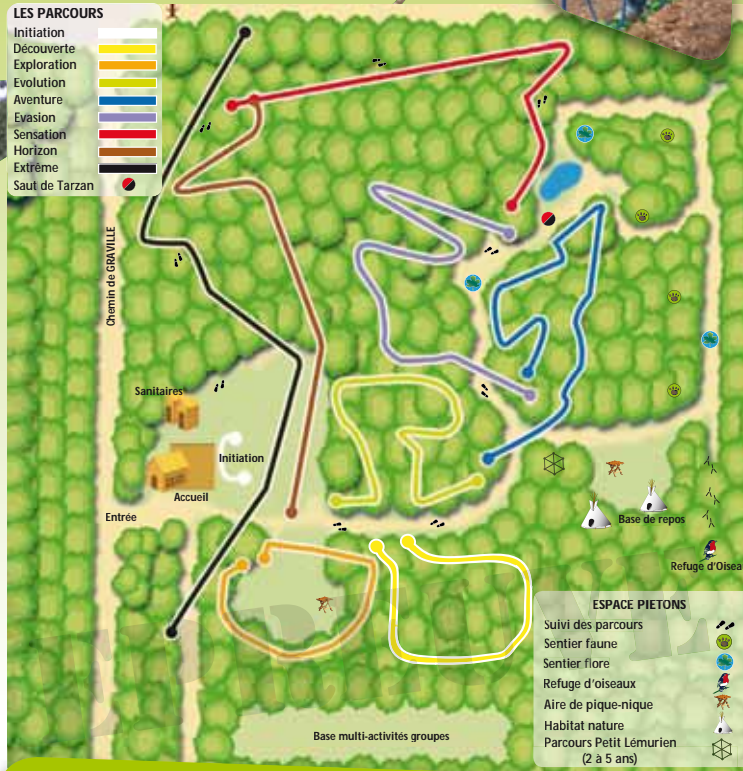 LES PARCOURS
Initiation
Découverte
Exploration
Evolution
Aventure
Evasion
Sensation
Horizon
Extrême
Saut de Tarzan
Chemin de GRAVILLE
Sanitaires
Initiation
Accueil
Entrée
Base de repos
Refuge d'Oisea
ESPACE PIETONS
Suivi des parcours
Sentier faune
Sentier flore
Refuge d'oiseaux
Aire de pique-nique
Habitat nature
Parcours Petit Lémurien
(2 à 5 ans)
Base multi-activités groupes